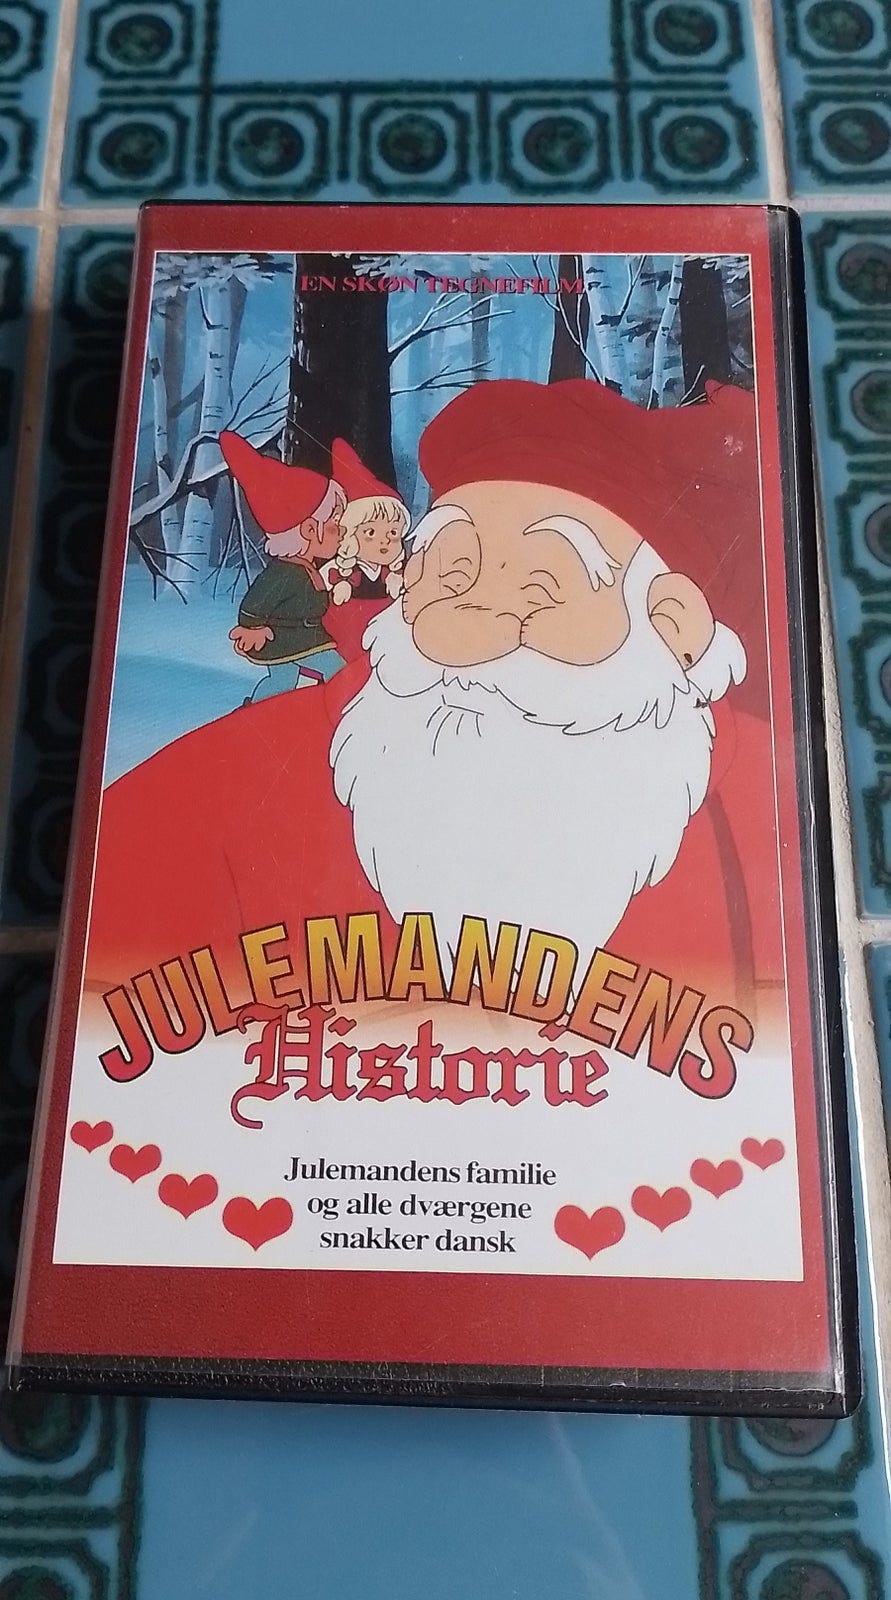 EN SKØN TEGNEFILM
JULEMANDENS
Historie
Julemandens familie
og alle dværgene
snakker dansk